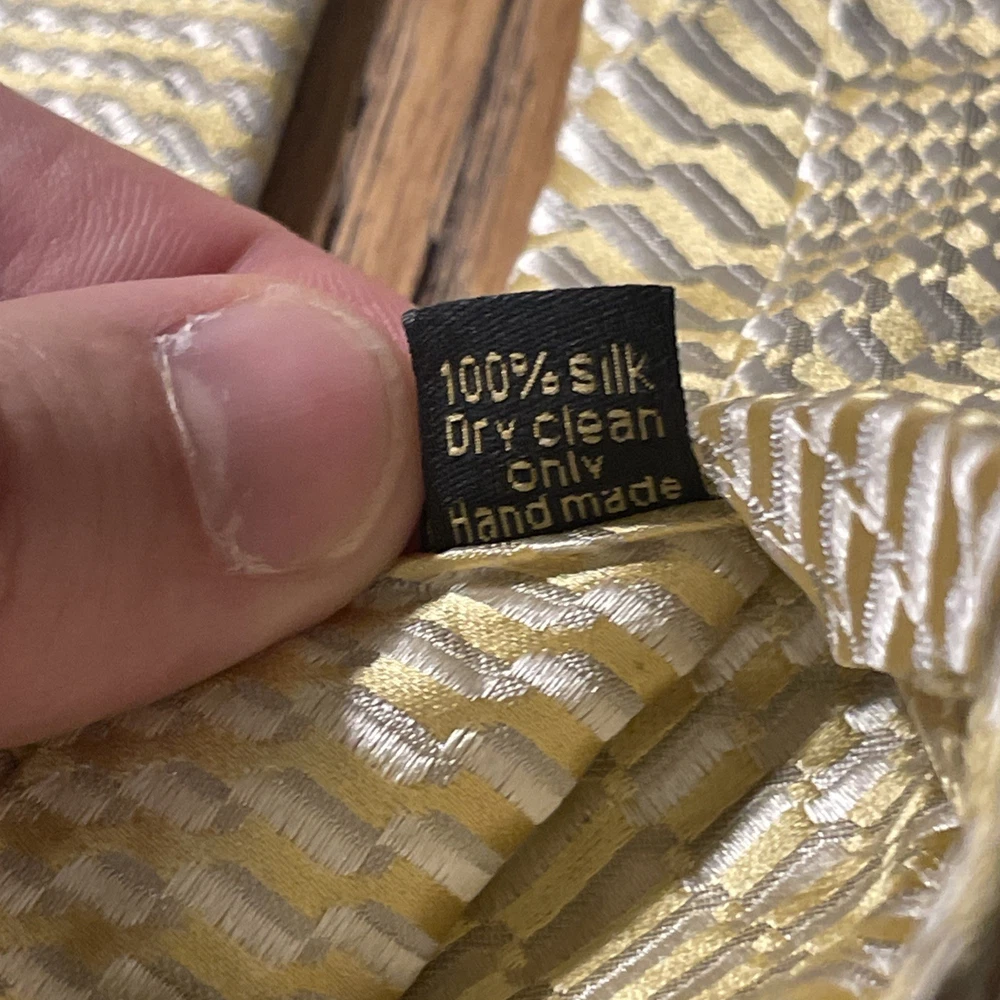 100% silk
Dry clean
only
Hand made